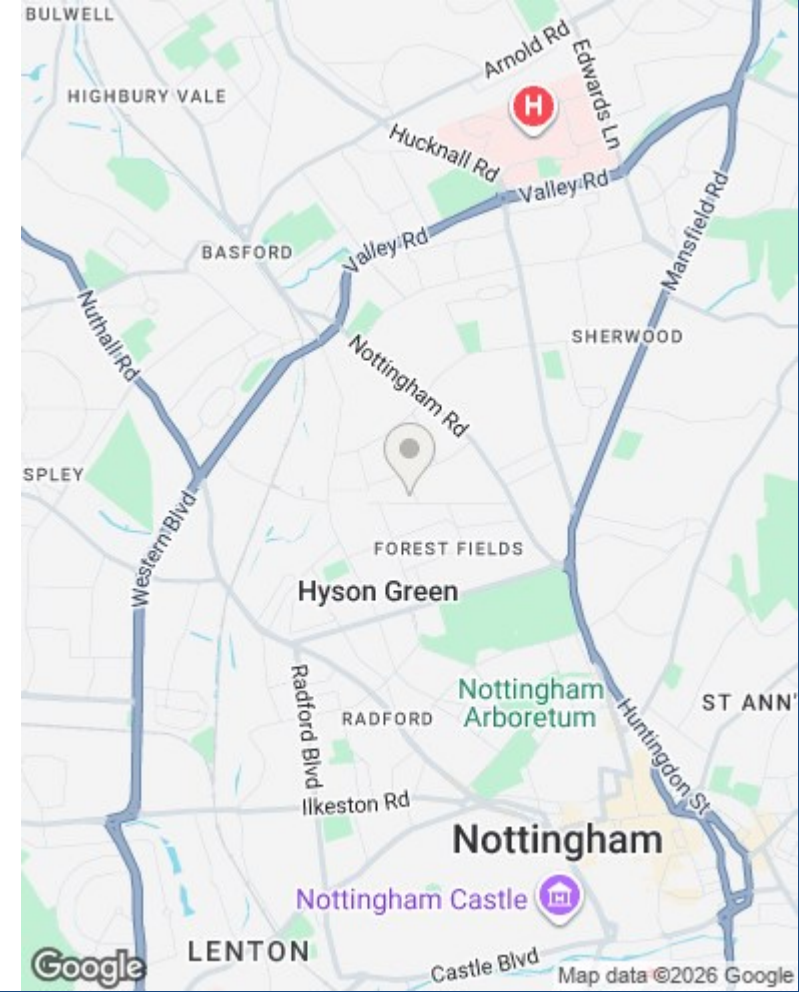 BULWELL
Arnold Rd
Edwards Ln
HIGHBURY VALE
H
Hucknall Rd
Valley Rd
Mansfield Rd
Valley Rd
BASFORD
Nuthall Rd
SHERWOOD
Nottingham Rd
SPLEY
Western Blvd
FOREST FIELDS
Hyson Green
Radford Blvd
Nottingham
Arboretum
RADFORD
ST ANN'
Huntingdon St
Ilkeston Rd
Nottingham
Nottingham Castle
LENTON
Castle Blvd
Google
Map data ©2026 Google